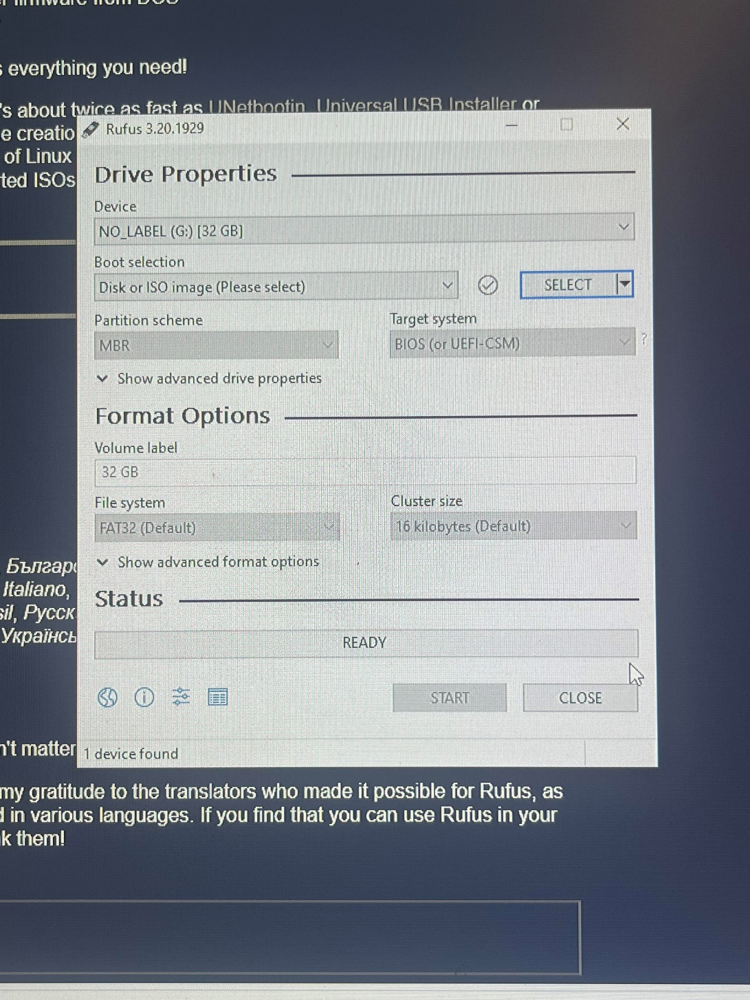 r firmware from DOS
s everything you need!
's about twice as fast as UNetbootin, Universal USB Installer or
e creatio
of Linux
ted ISOs
Rufus 3.20.1929
Drive Properties
Device
NO_LABEL (G:) [32 GB]
Boot selection
Disk or ISO image (Please select)
SELECT
Partition scheme
Target system
MBR
BIOS (or UEFI-CSM)
?
Show advanced drive properties
Format Options
Volume label
32 GB
File system
Cluster size
FAT32 (Default)
16 kilobytes (Default)
Show advanced format options
Българс
Italiano,
sil, Русск
Українсь
Status
READY
START
CLOSE
n't matter
1 device found
my gratitude to the translators who made it possible for Rufus, as
d in various languages. If you find that you can use Rufus in your
k them!